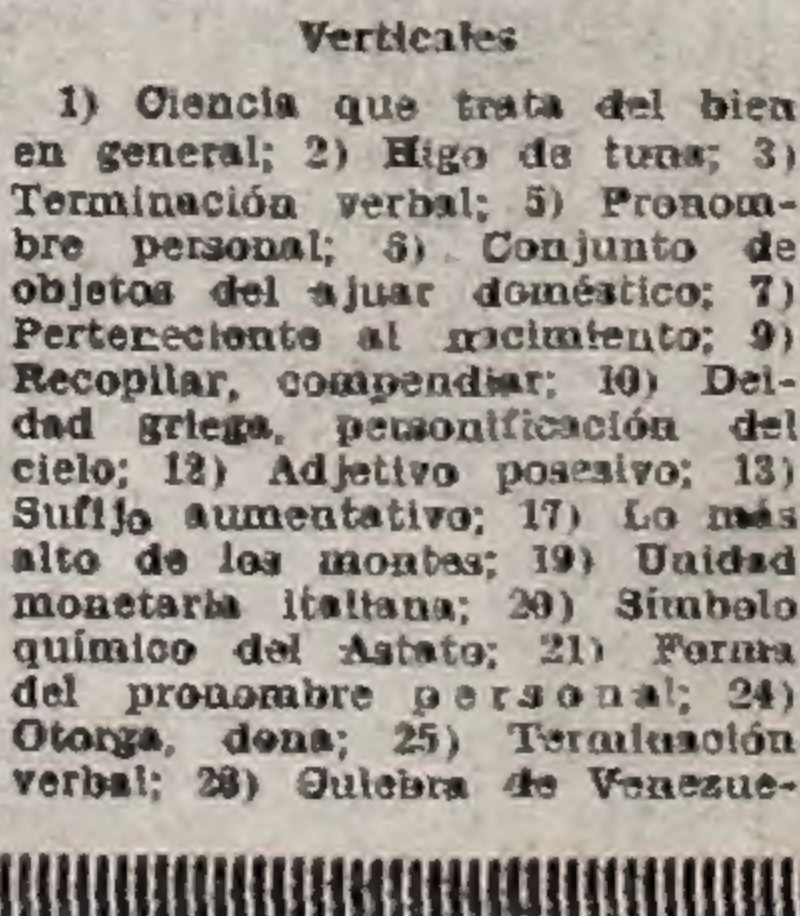 Verticales
1) Ciencia que trata del bien
en general; 2) Higo de tuna; 3)
Terminación verbal; 5) Pronom-
bre personal; 6) Conjunto de
objetos del ajuar doméstico; 7)
Perteneciente al nacimiento; 9)
Recopilar, compendiar; 10) Dei-
dad griega, personificación del
cielo; 12) Adjetivo posesivo; 13)
Sufijo aumentativo; 17) Lo más
alto de los montes; 19) Unidad
monetaria italiana; 20) Símbolo
químico del Astato; 21) Forma
del pronombre personal; 24)
Otorga, dona; 25) Terminación
verbal; 26) Culebra de Venezue-